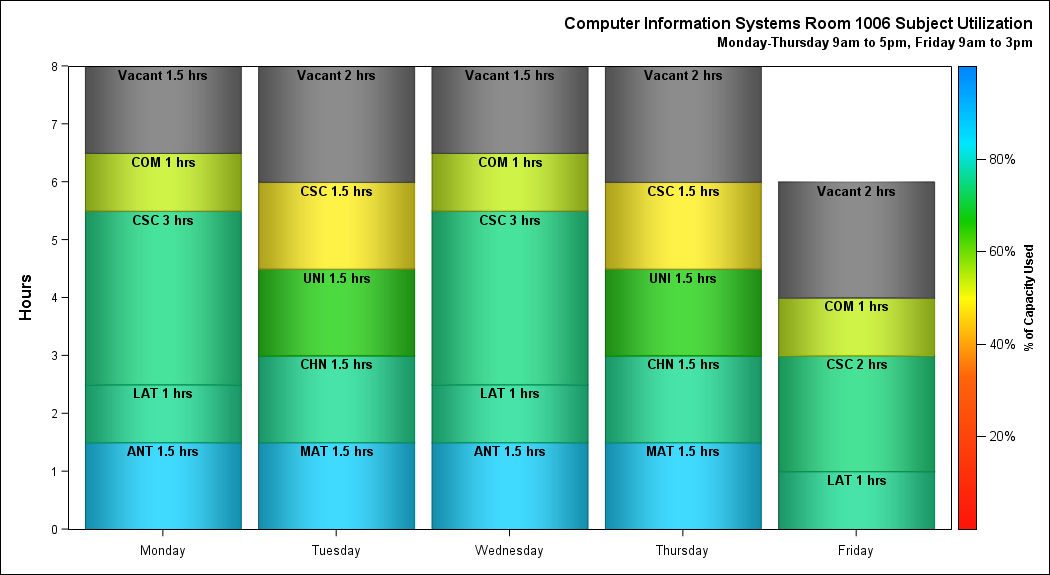 Computer Information Systems Room 1006 Subject Utilization
Monday-Thursday 9am to 5pm, Friday 9am to 3pm
Hours
8
7
6
5
4
3
2
1
0
Vacant 1.5 hrs
COM 1 hrs
CSC 3 hrs
LAT 1 hrs
ANT 1.5 hrs
Monday
Vacant 2 hrs
CSC 1.5 hrs
UNI 1.5 hrs
CHN 1.5 hrs
MAT 1.5 hrs
Tuesday
Vacant 1.5 hrs
COM 1 hrs
CSC 3 hrs
LAT 1 hrs
ANT 1.5 hrs
Wednesday
Vacant 2 hrs
CSC 1.5 hrs
UNI 1.5 hrs
CHN 1.5 hrs
MAT 1.5 hrs
Thursday
Vacant 2 hrs
COM 1 hrs
CSC 2 hrs
LAT 1 hrs
Friday
80%
60%
40%
20%
% of Capacity Used